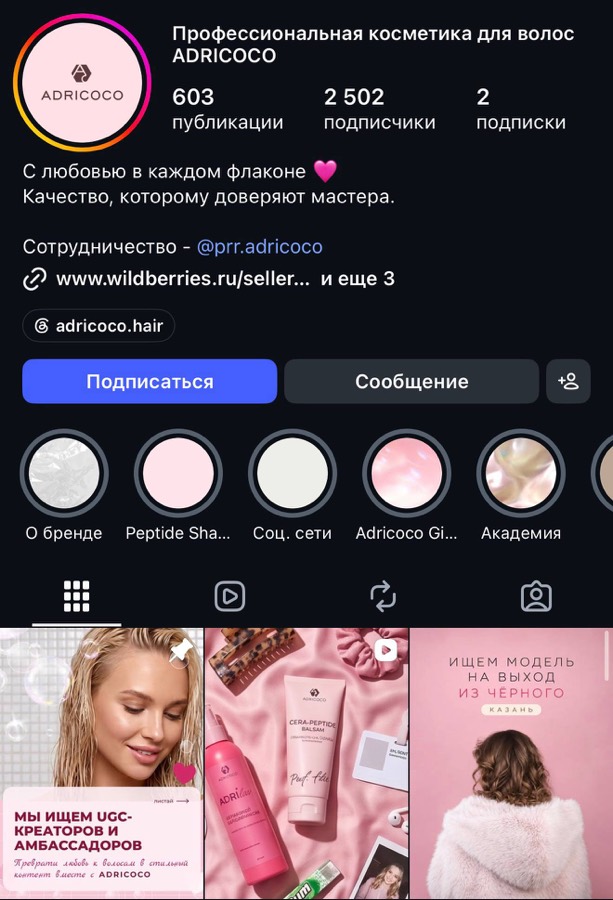 Профессиональная косметика для волос
ADRICOCO
ADRICOCO
603
публикации
2 502
подписчики
2
подписки
С любовью в каждом флаконе 🩷
Качество, которому доверяют мастера.
Сотрудничество - @prr.adricoco
www.wildberries.ru/seller... и еще 3
adricoco.hair
Подписаться
Сообщение
О бренде
Peptide Sha...
Соц. сети
Adricoco Gi...
Академия
листай
МЫ ИЩЕМ UGC-
КРЕАТОРОВ И
АМБАССАДОРОВ
Преврати любовь к волосам в стильный
контент вместе с ADRICOCO
ADRICOCO
CERA-PEPTIDE
BALSAM
ИЩЕМ МОДЕЛЬ
НА ВЫХОД
ИЗ ЧЁРНОГО
КАЗАНЬ